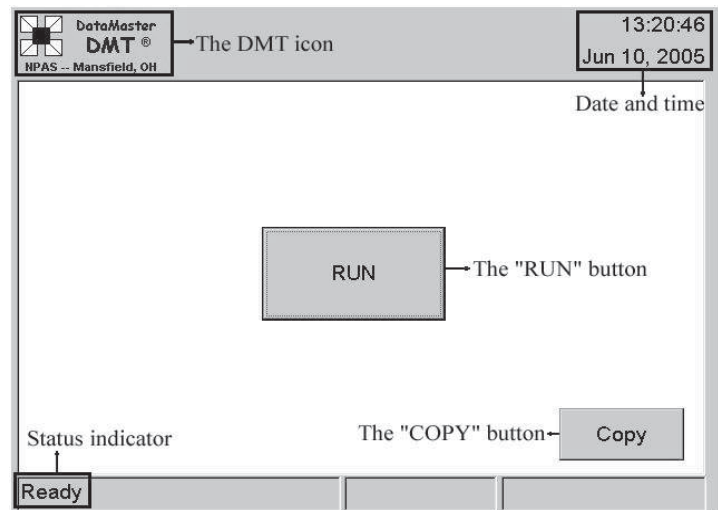 DataMaster
DMT ®
NPAS -- Mansfield, OH
The DMT icon
13:20:46
Jun 10, 2005
Date and time
RUN
The "RUN" button
The "COPY" button
Copy
Status indicator
Ready